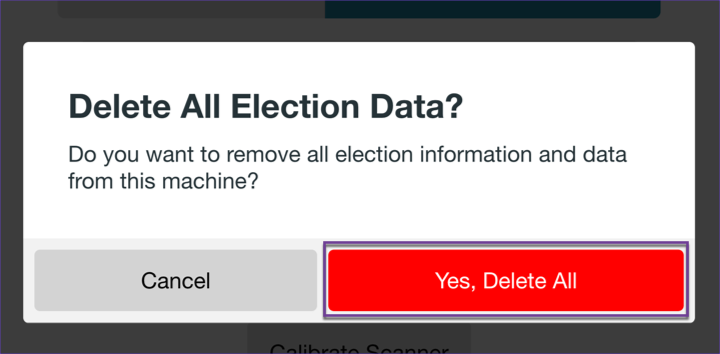 Delete All Election Data?
Do you want to remove all election information and data
from this machine?
Cancel
Yes, Delete All
Calibrate Scanner